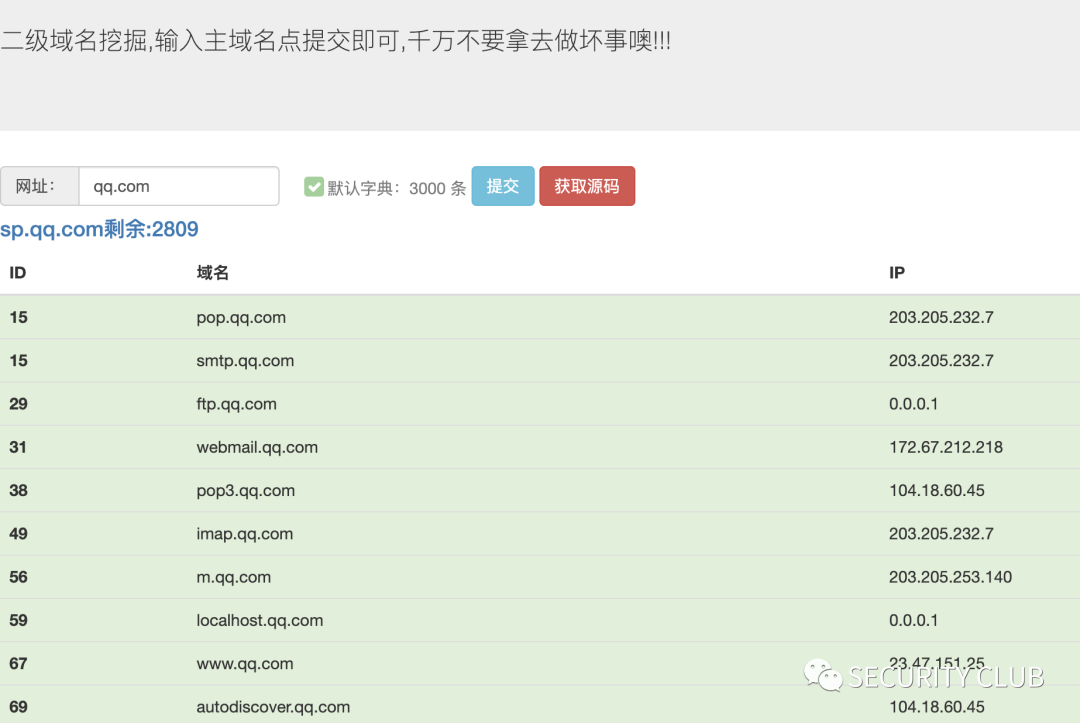 二级域名挖掘,输入主域名点提交即可,千万不要拿去做坏事噢!!!
网址： qq.com 默认字典：3000 条 提交 获取源码
sp.qq.com剩余:2809
ID 域名 IP
15 pop.qq.com 203.205.232.7
15 smtp.qq.com 203.205.232.7
29 ftp.qq.com 0.0.0.1
31 webmail.qq.com 172.67.212.218
38 pop3.qq.com 104.18.60.45
49 imap.qq.com 203.205.232.7
56 m.qq.com 203.205.253.140
59 localhost.qq.com 0.0.0.1
67 www.qq.com 23.47.151.25
SECURITY CLUB
69 autodiscover.qq.com 104.18.60.45